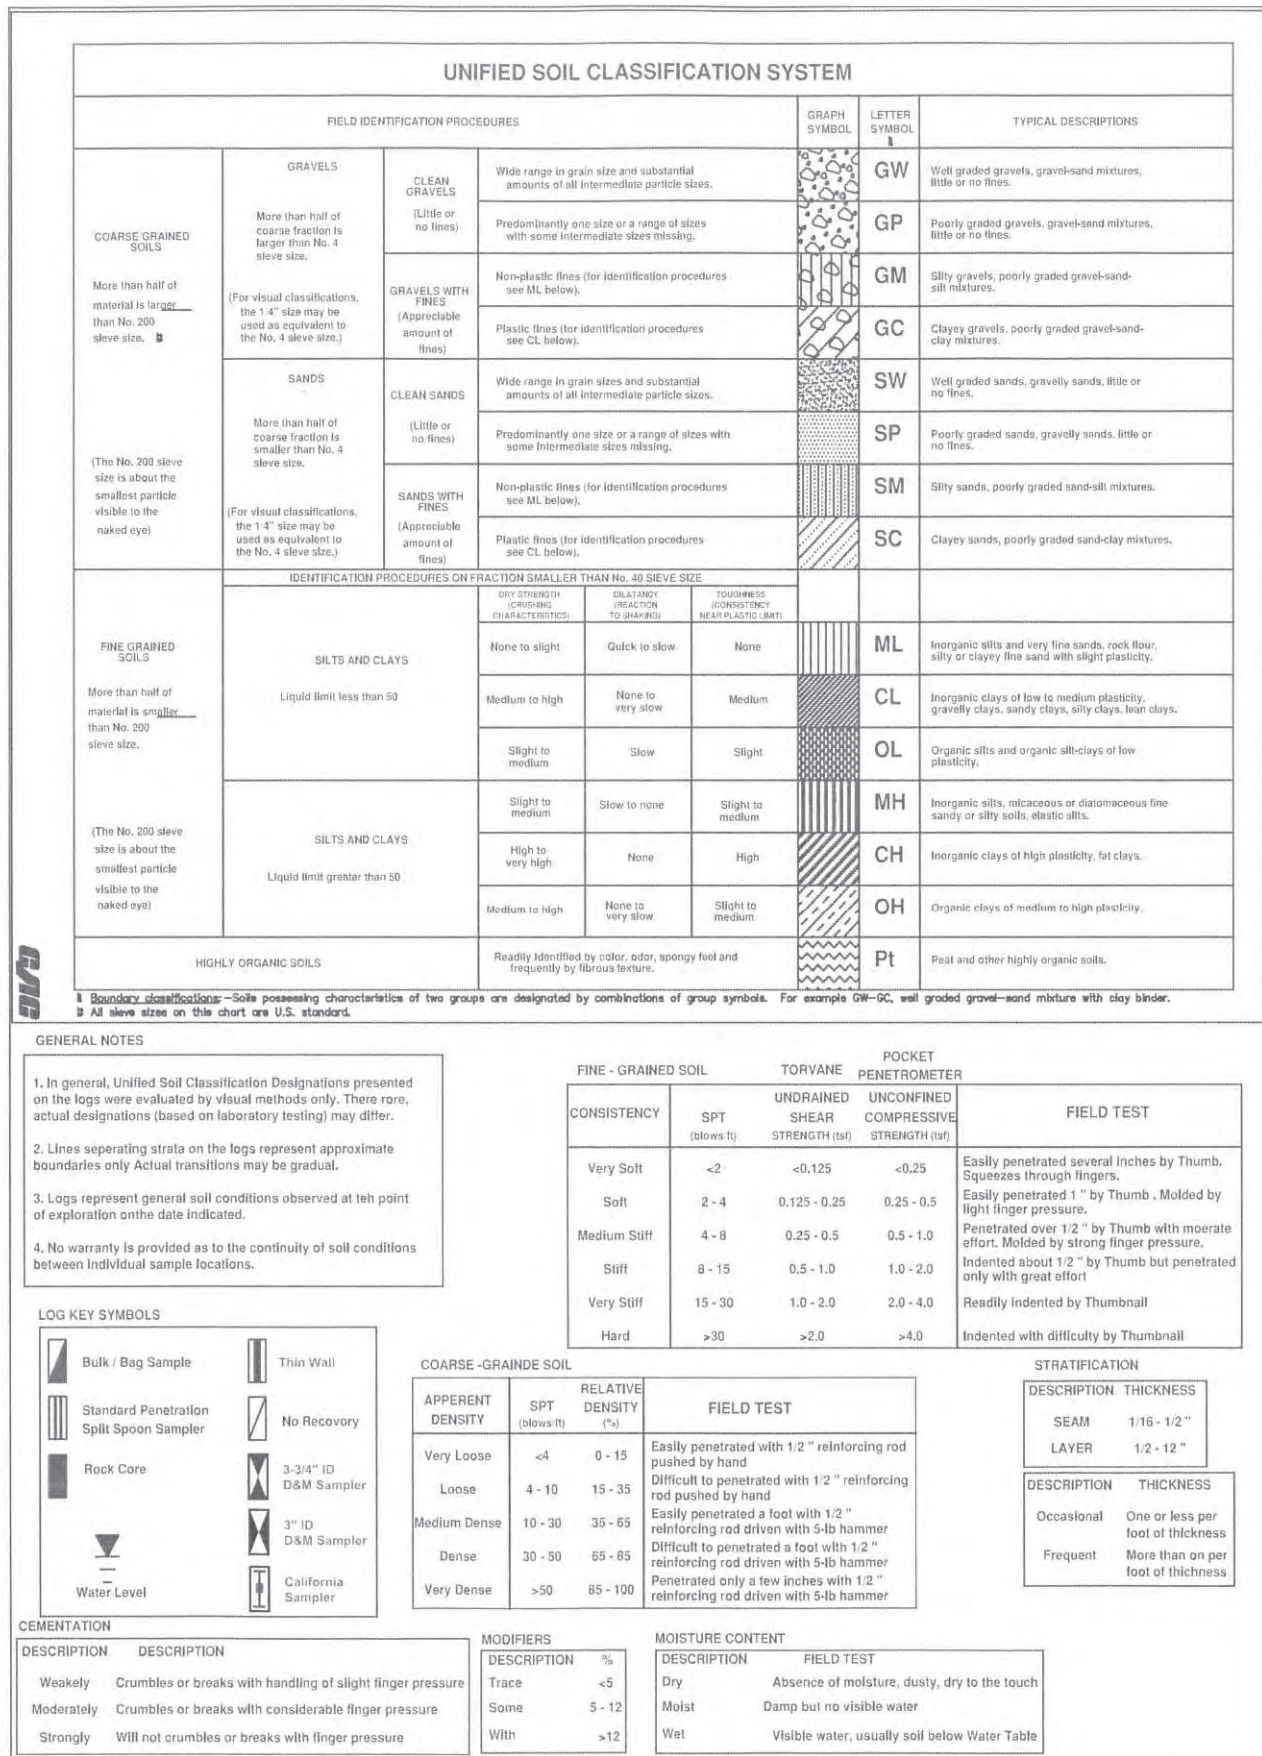 UNIFIED SOIL CLASSIFICATION SYSTEM
FIELD IDENTIFICATION PROCEDURES
GRAPH
SYMBOL
LETTER
SYMBOL
TYPICAL DESCRIPTIONS
COARSE GRAINED
SOILS
More than half of
material is larger
than No. 200
sieve size.
(The No. 200 sieve
size is about the
smallest particle
visible to the
naked eye)
GRAVELS
More than half of
coarse fraction is
larger than No. 4
sieve size.
(For visual classifications,
the 1/4" size may be
used as equivalent to
the No. 4 sieve size.)
CLEAN
GRAVELS
(Little or
no fines)
Wide range in grain size and substantial
amounts of all intermediate particle sizes.
GW
Well graded gravels, gravel-sand mixtures,
little or no fines.
Predominantly one size or a range of sizes
with some intermediate sizes missing.
GP
Poorly graded gravels, gravel-sand mixtures,
little or no fines.
GRAVELS WITH
FINES
(Appreciable
amount of
fines)
Non-plastic fines (for identification procedures
see ML below).
GM
Silty gravels, poorly graded gravel-sand-
silt mixtures.
Plastic fines (for identification procedures
see CL below).
GC
Clayey gravels, poorly graded gravel-sand-
clay mixtures.
SANDS
More than half of
coarse fraction is
smaller than No. 4
sieve size.
(For visual classifications,
the 1/4" size may be
used as equivalent to
the No. 4 sieve size.)
CLEAN SANDS
(Little or
no fines)
Wide range in grain sizes and substantial
amounts of all intermediate particle sizes.
SW
Well graded sands, gravelly sands, little or
no fines.
Predominantly one size or a range of sizes with
some intermediate sizes missing.
SP
Poorly graded sands, gravelly sands, little or
no fines.
SANDS WITH
FINES
(Appreciable
amount of
fines)
Non-plastic fines (for identification procedures
see ML below).
SM
Silty sands, poorly graded sand-silt mixtures.
Plastic fines (for identification procedures
see CL below).
SC
Clayey sands, poorly graded sand-clay mixtures.
FINE GRAINED
SOILS
More than half of
material is smaller
than No. 200
sieve size.
(The No. 200 sieve
size is about the
smallest particle
visible to the
naked eye)
IDENTIFICATION PROCEDURES ON FRACTION SMALLER THAN No. 40 SIEVE SIZE
DRY STRENGTH
(CRUSHING
CHARACTERISTICS)
DILATANCY
(REACTION
TO SHAKING)
TOUGHNESS
(CONSISTENCY
NEAR PLASTIC LIMIT)
SILTS AND CLAYS
Liquid limit less than 50
None to slight
Quick to slow
None
ML
Inorganic silts and very fine sands, rock flour,
silty or clayey fine sand with slight plasticity.
Medium to high
None to
very slow
Medium
CL
Inorganic clays of low to medium plasticity,
gravelly clays, sandy clays, silty clays, lean clays.
Slight to
medium
Slow
Slight
OL
Organic silts and organic silt-clays of low
plasticity.
SILTS AND CLAYS
Liquid limit greater than 50
Slight to
medium
Slow to none
Slight to
medium
MH
Inorganic silts, micaceous or diatomaceous fine
sandy or silty soils, elastic silts.
High to
very high
None
High
CH
Inorganic clays of high plasticity, fat clays.
Medium to high
None to
very slow
Slight to
medium
OH
Organic clays of medium to high plasticity.
HIGHLY ORGANIC SOILS
Readily identified by color, odor, spongy feel and
frequently by fibrous texture.
Pt
Peat and other highly organic soils.
Boundary classifications: -Soils possessing characteristics of two groups are designated by combinations of group symbols. For example GW-GC, well graded gravel-sand mixture with clay binder.
All sieve sizes on this chart are U.S. standard.
GENERAL NOTES
1. In general, Unified Soil Classification Designations presented
on the logs were evaluated by visual methods only. There rore,
actual designations (based on laboratory testing) may differ.
2. Lines seperating strata on the logs represent approximate
boundaries only Actual transitions may be gradual.
3. Logs represent general soil conditions observed at teh point
of exploration onthe date indicated.
4. No warranty is provided as to the continuity of soil conditions
between individual sample locations.
FINE - GRAINED SOIL
TORVANE
POCKET
PENETROMETER
CONSISTENCY
SPT
(blows/ft)
UNDRAINED
SHEAR
STRENGTH (tsf)
UNCONFINED
COMPRESSIVE
STRENGTH (tsf)
FIELD TEST
Very Soft <2 <0.125 <0.25 Easily penetrated several inches by Thumb.
Squeezes through fingers.
Soft 2 - 4 0.125 - 0.25 0.25 - 0.5 Easily penetrated 1 " by Thumb . Molded by
light finger pressure.
Medium Stiff 4 - 8 0.25 - 0.5 0.5 - 1.0 Penetrated over 1/2 " by Thumb with moerate
effort. Molded by strong finger pressure.
Stiff 8 - 15 0.5 - 1.0 1.0 - 2.0 Indented about 1/2 " by Thumb but penetrated
only with great effort
Very Stiff 15 - 30 1.0 - 2.0 2.0 - 4.0 Readily indented by Thumbnail
Hard >30 >2.0 >4.0 Indented with difficulty by Thumbnail
LOG KEY SYMBOLS
Bulk / Bag Sample
Thin Wall
Standard Penetration
Split Spoon Sampler
No Recovery
Rock Core
3-3/4" ID
D&M Sampler
3" ID
D&M Sampler
Water Level
California
Sampler
COARSE -GRAINDE SOIL
APPERENT
DENSITY
SPT
(blows/ft)
RELATIVE
DENSITY
(%)
FIELD TEST
Very Loose <4 0 - 15 Easily penetrated with 1/2 " reinforcing rod
pushed by hand
Loose 4 - 10 15 - 35 Difficult to penetrated with 1/2 " reinforcing
rod pushed by hand
Medium Dense 10 - 30 35 - 65 Easily penetrated a foot with 1/2 "
reinforcing rod driven with 5-lb hammer
Dense 30 - 50 65 - 85 Difficult to penetrated a foot with 1/2 "
reinforcing rod driven with 5-lb hammer
Very Dense >50 85 - 100 Penetrated only a few inches with 1/2 "
reinforcing rod driven with 5-lb hammer
STRATIFICATION
DESCRIPTION THICKNESS
SEAM 1/16 - 1/2 "
LAYER 1/2 - 12 "
DESCRIPTION THICKNESS
Occasional One or less per
foot of thickness
Frequent More than on per
foot of thichness
CEMENTATION
DESCRIPTION DESCRIPTION
Weakely Crumbles or breaks with handling of slight finger pressure
Moderately Crumbles or breaks with considerable finger pressure
Strongly Will not crumbles or breaks with finger pressure
MODIFIERS
DESCRIPTION %
Trace <5
Some 5 - 12
With >12
MOISTURE CONTENT
DESCRIPTION FIELD TEST
Dry Absence of moisture, dusty, dry to the touch
Moist Damp but no visible water
Wet Visible water, usually soil below Water Table